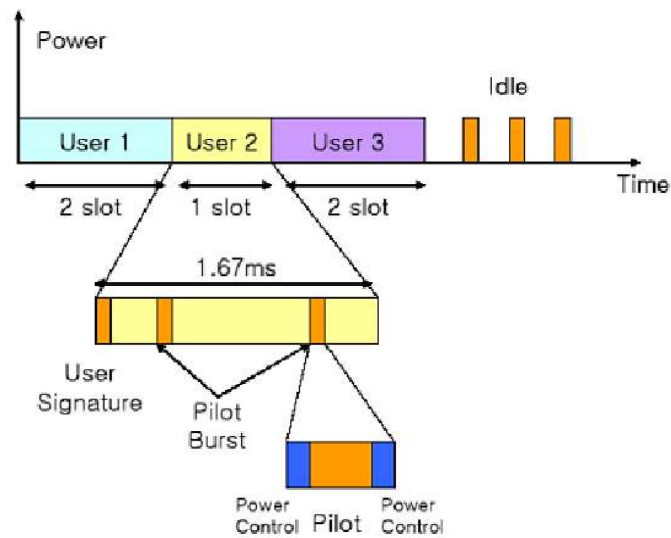 Power
Idle
User 1 User 2 User 3
Time
2 slot 1 slot 2 slot
1.67ms
User
Signature
Pilot
Burst
Power
Control
Pilot
Power
Control